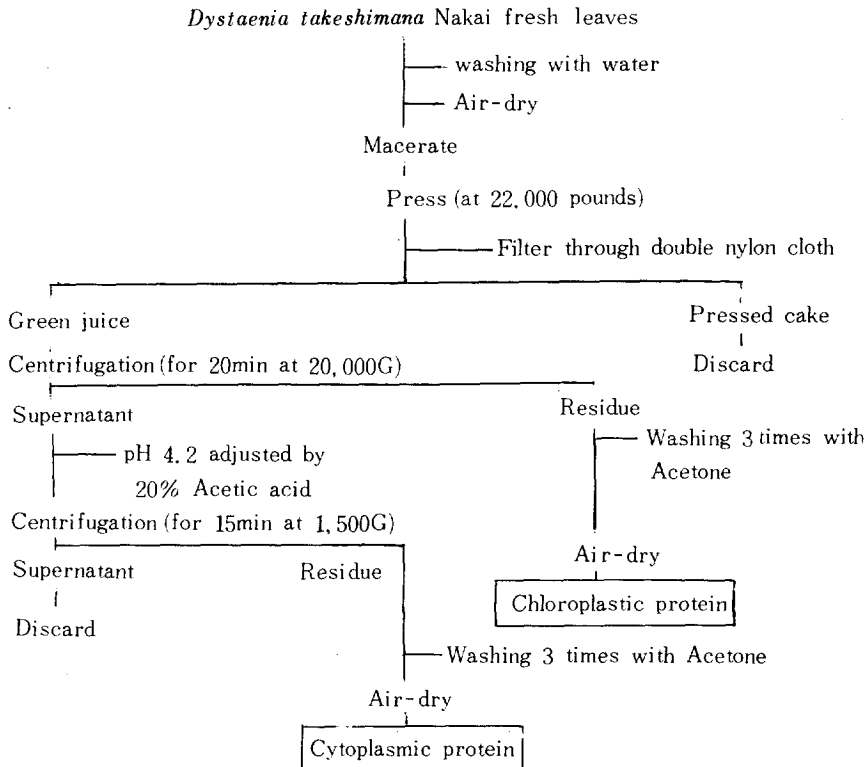 Dystaenia takeshimana Nakai fresh leaves
washing with water
Air-dry
Macerate
Press (at 22,000 pounds)
Filter through double nylon cloth
Green juice
Pressed cake
Centrifugation (for 20min at 20,000G)
Discard
Supernatant
Residue
pH 4.2 adjusted by
20% Acetic acid
Washing 3 times with
Acetone
Centrifugation (for 15min at 1,500G)
Supernatant
Residue
Air-dry
Discard
Chloroplastic protein
Washing 3 times with Acetone
Air-dry
Cytoplasmic protein